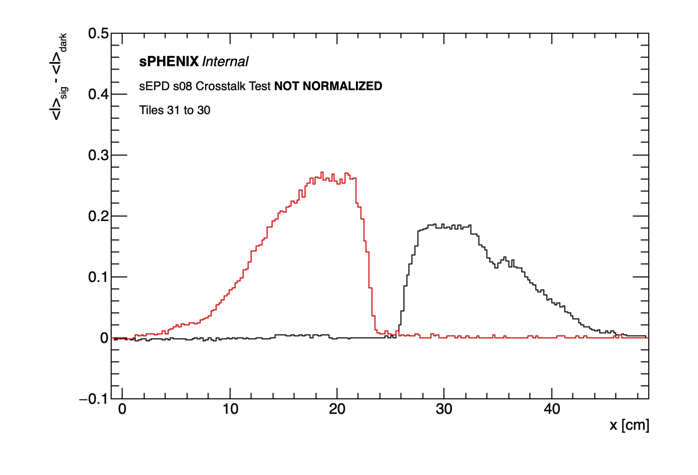 0.5
<I>sig - <I>dark
sPHENIX Internal
sEPD s08 Crosstalk Test NOT NORMALIZED
0.4
Tiles 31 to 30
0.3
0.2
0.1
0
−0.1
0 10 20 30 40
x [cm]